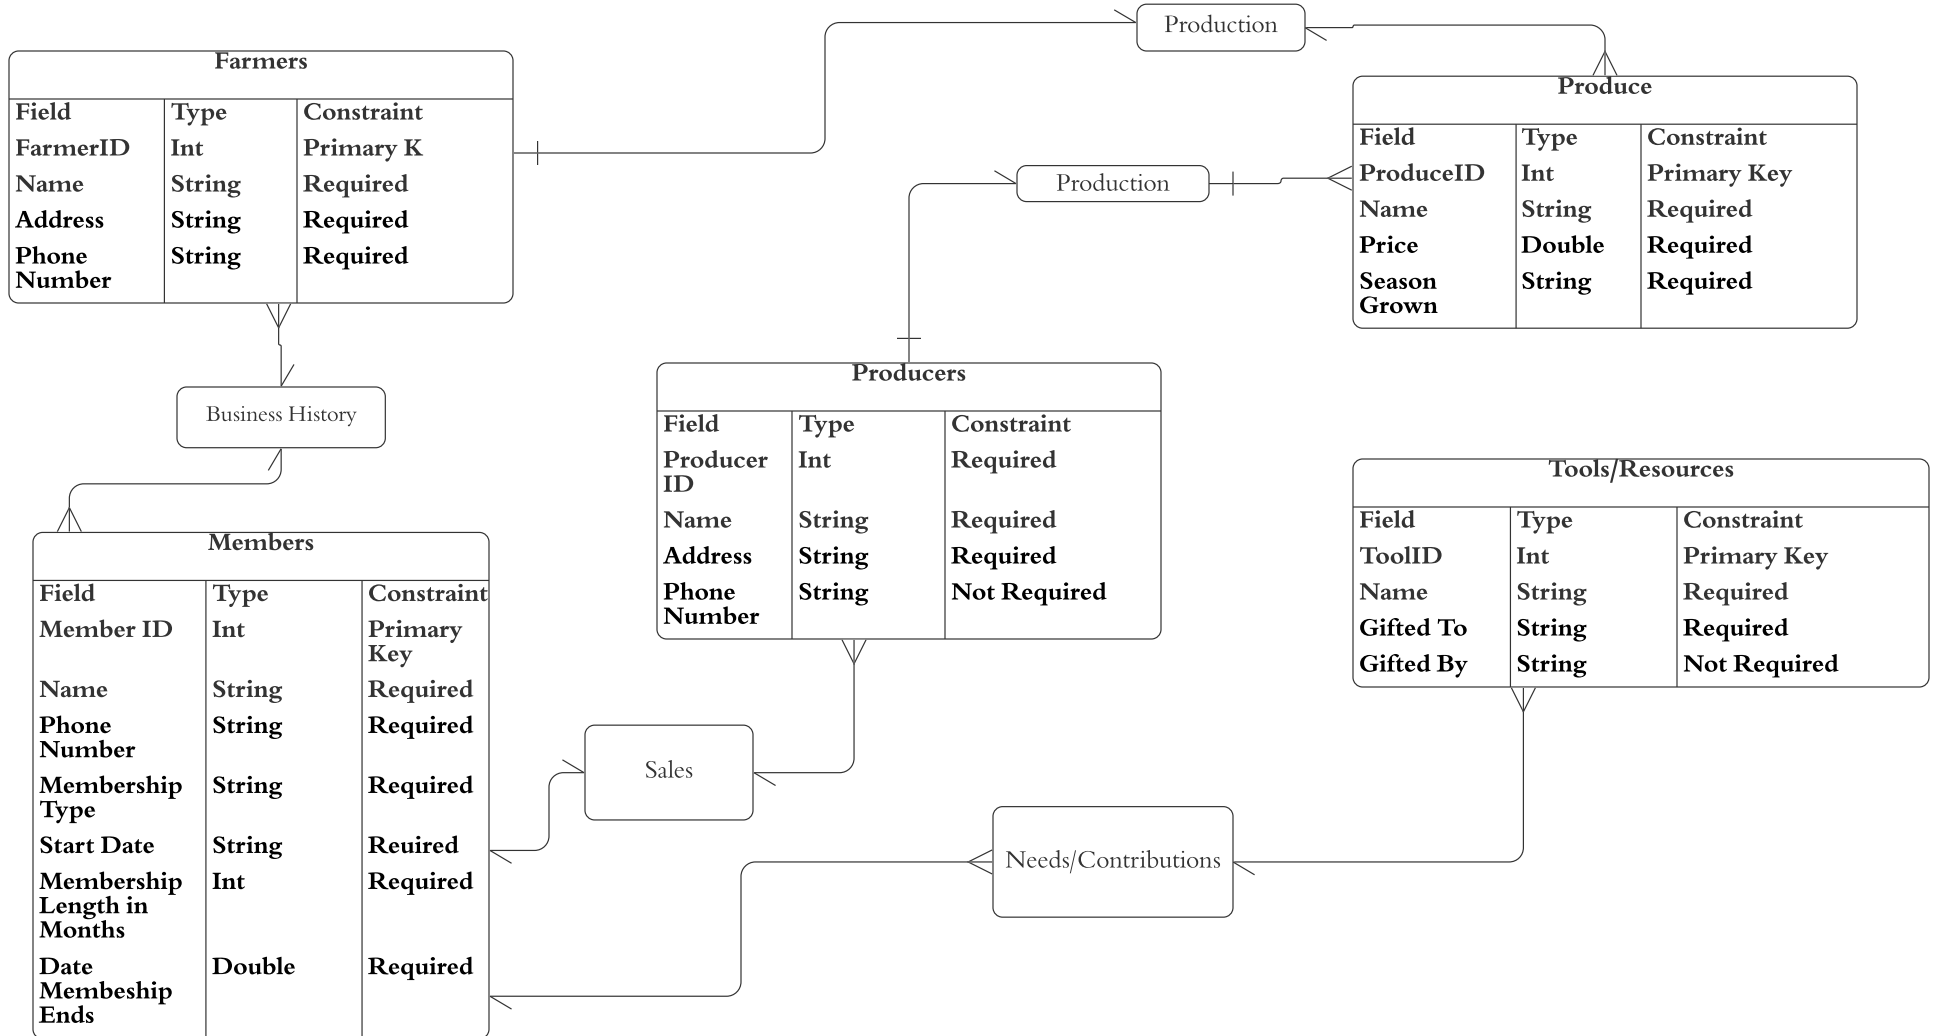 Production
Farmers
Field Type Constraint
FarmerID Int Primary K
Name String Required
Address String Required
Phone String Required
Number
Produce
Field Type Constraint
ProduceID Int Primary Key
Name String Required
Price Double Required
Season String Required
Grown
Production
Business History
Producers
Field Type Constraint
Producer Int Required
ID
Name String Required
Address String Required
Phone String Not Required
Number
Tools/Resources
Field Type Constraint
ToolID Int Primary Key
Name String Required
Gifted To String Required
Gifted By String Not Required
Members
Field Type Constraint
Member ID Int Primary
Key
Name String Required
Phone String Required
Number
Membership String Required
Type
Start Date String Reuired
Membership Int Required
Length in
Months
Date Double Required
Membeship
Ends
Sales
Needs/Contributions